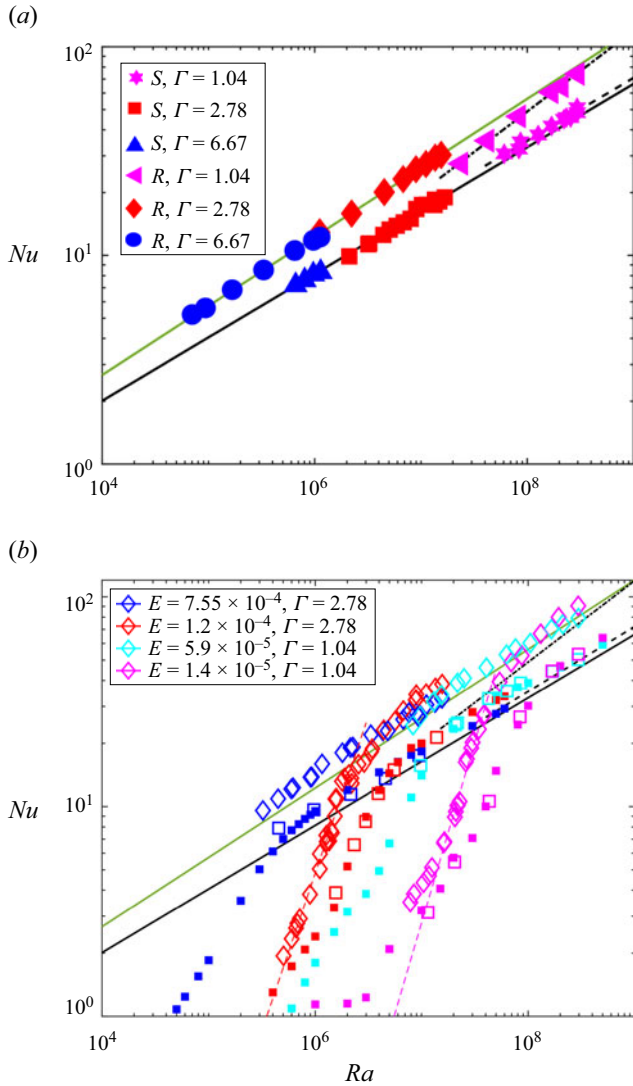 (a)
10²
S, Γ = 1.04
S, Γ = 2.78
S, Γ = 6.67
R, Γ = 1.04
R, Γ = 2.78
R, Γ = 6.67
Nu 10¹
10⁰
10⁴ 10⁶ 10⁸
(b)
10²
E = 7.55 × 10⁻⁴, Γ = 2.78
E = 1.2 × 10⁻⁴, Γ = 2.78
E = 5.9 × 10⁻⁵, Γ = 1.04
E = 1.4 × 10⁻⁵, Γ = 1.04
Nu 10¹
10⁰
10⁴ 10⁶ 10⁸
Ra